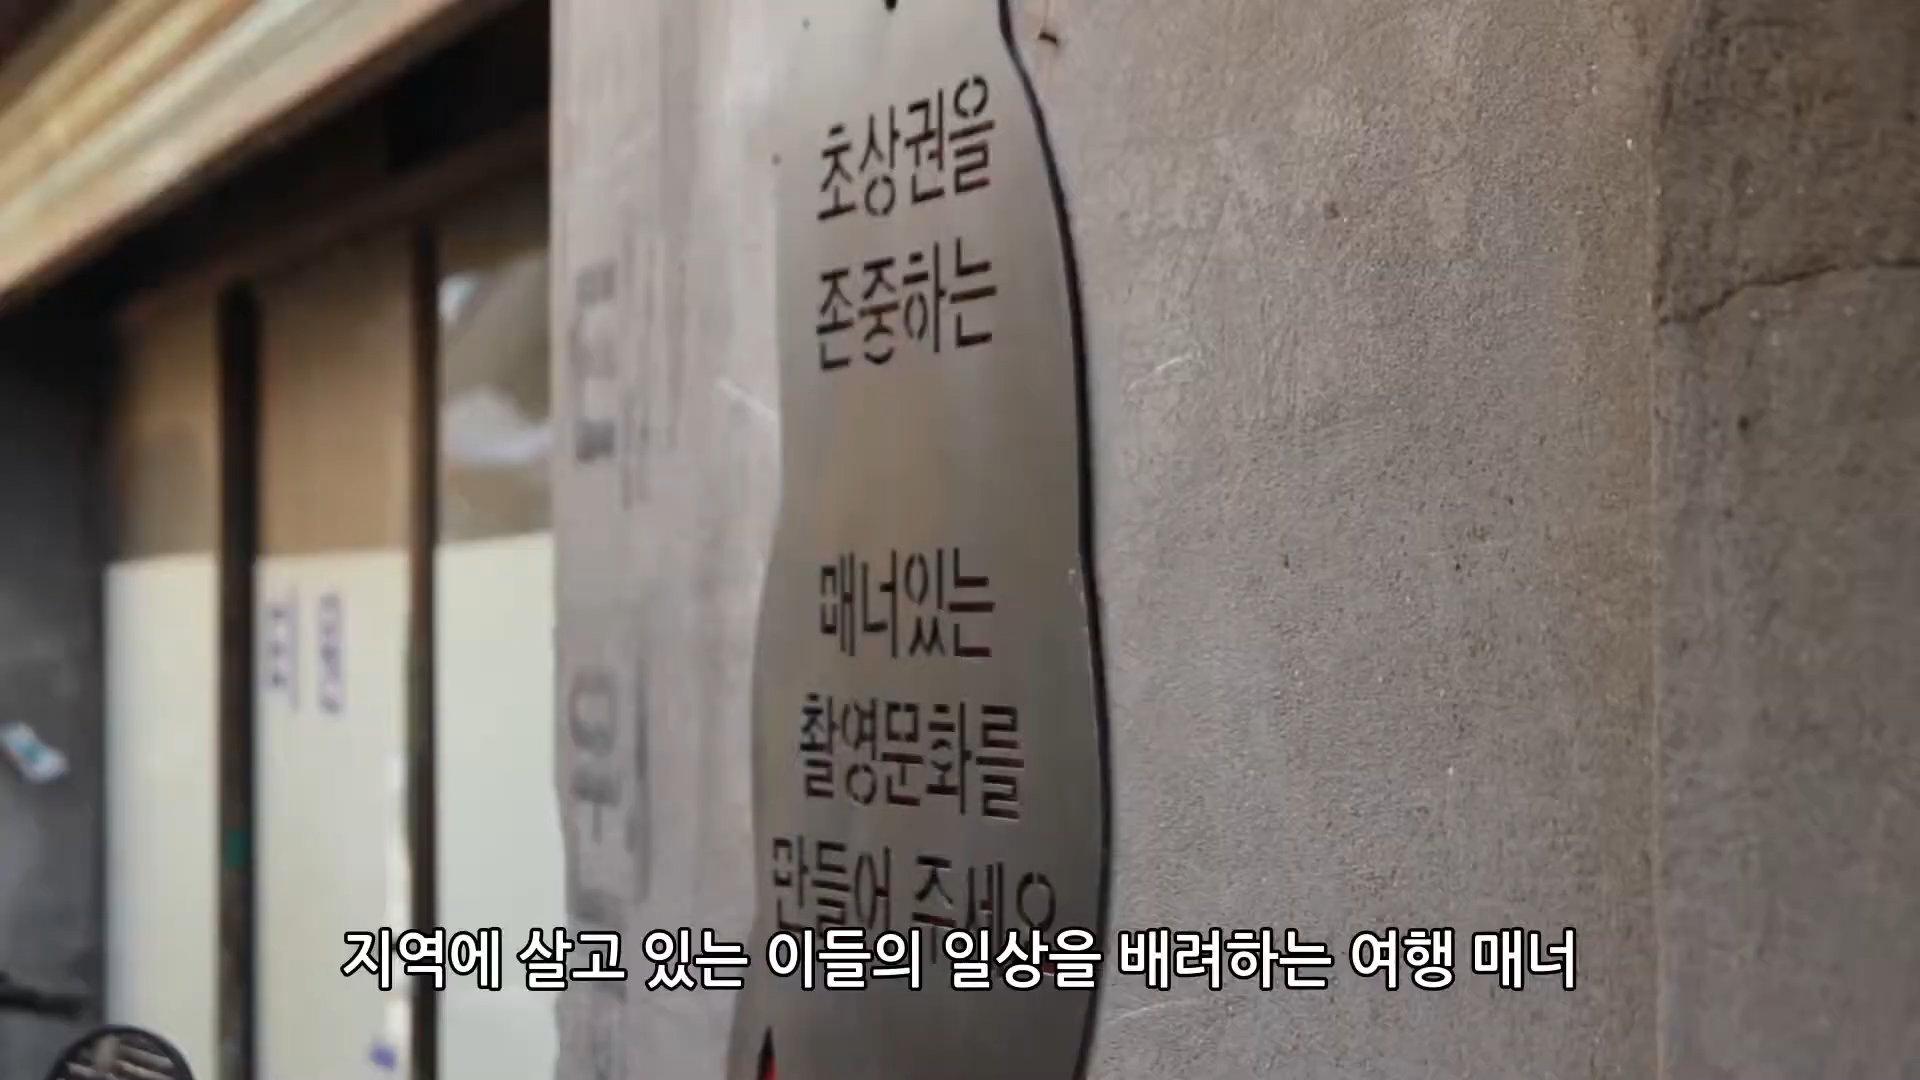 초상권을
존중하는
매너있는
촬영문화를
만들어 주세요
지역에 살고 있는 이들의 일상을 배려하는 여행 매너